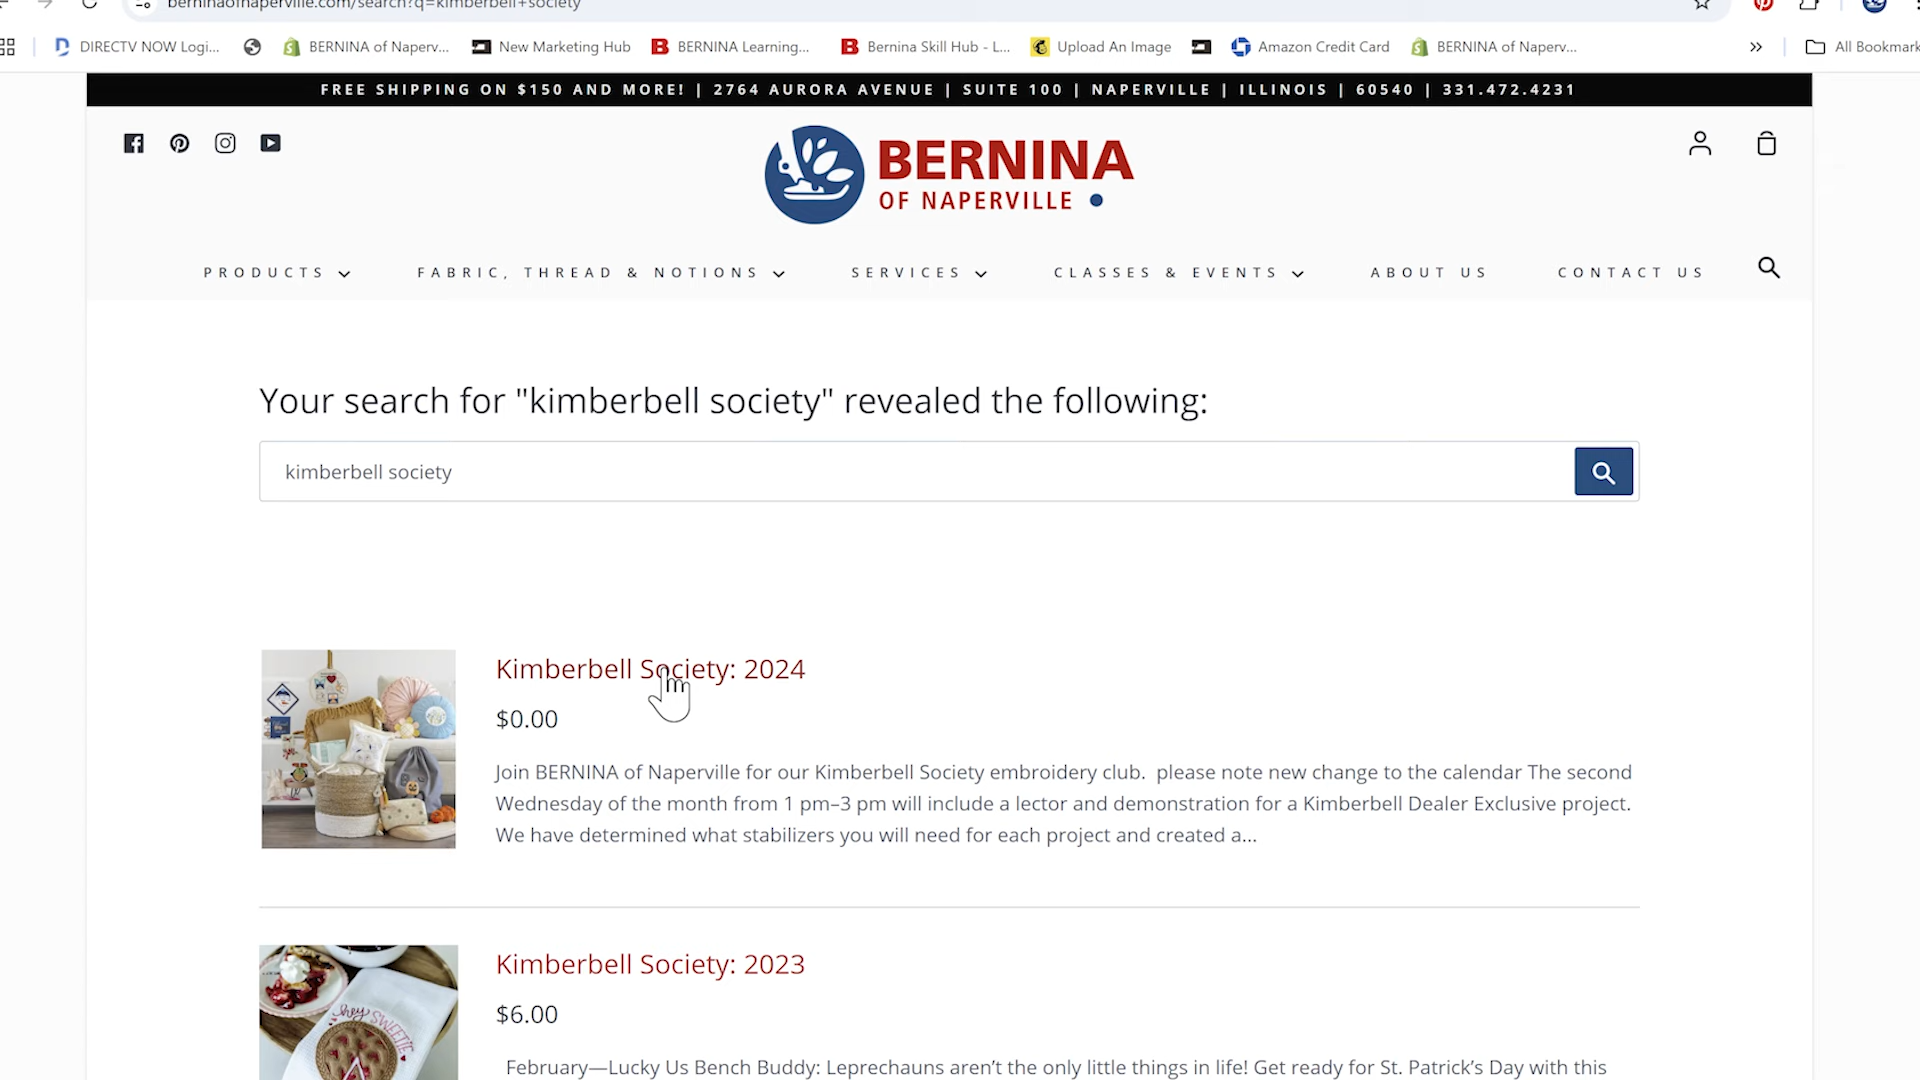 berninaofnaperville.com/search?q=kimberbell+society
DIRECTV NOW Logi...
BERNINA of Naperv...
New Marketing Hub
BERNINA Learning...
Bernina Skill Hub - L...
Upload An Image
Amazon Credit Card
BERNINA of Naperv...
All Bookmark
FREE SHIPPING ON $150 AND MORE! | 2764 AURORA AVENUE | SUITE 100 | NAPERVILLE | ILLINOIS | 60540 | 331.472.4231
BERNINA
OF NAPERVILLE
PRODUCTS
FABRIC, THREAD & NOTIONS
SERVICES
CLASSES & EVENTS
ABOUT US
CONTACT US
Your search for "kimberbell society" revealed the following:
kimberbell society
Kimberbell Society: 2024
$0.00
Join BERNINA of Naperville for our Kimberbell Society embroidery club.  please note new change to the calendar The second
Wednesday of the month from 1 pm–3 pm will include a lector and demonstration for a Kimberbell Dealer Exclusive project.
We have determined what stabilizers you will need for each project and created a...
Kimberbell Society: 2023
$6.00
hey SWEETIE
February—Lucky Us Bench Buddy: Leprechauns aren’t the only little things in life! Get ready for St. Patrick’s Day with this